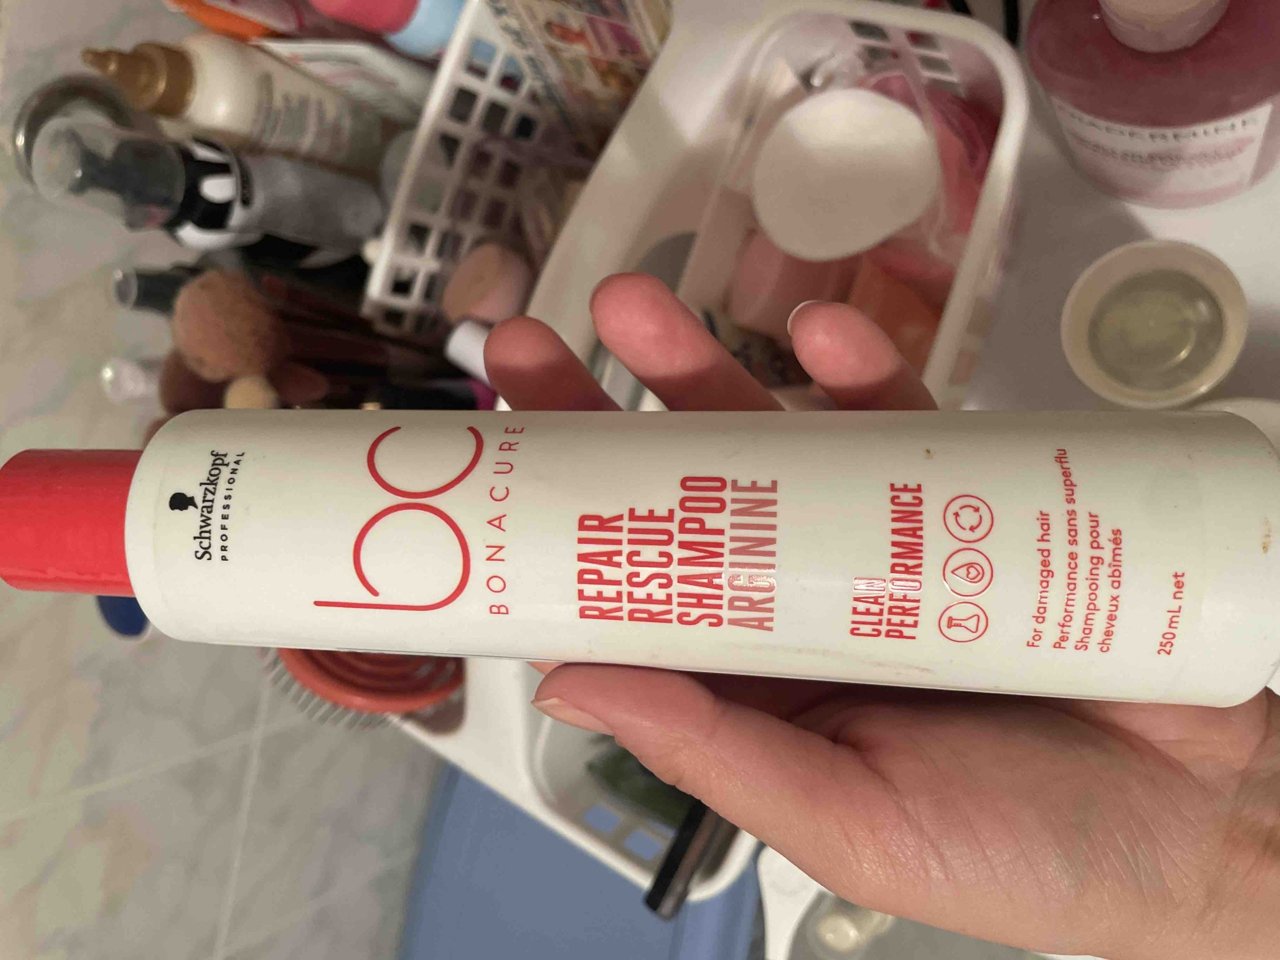 Schwarzkopf
PROFESSIONAL
bc
BONACURE
REPAIR
RESCUE
SHAMPOO
ARGININE
CLEAN
PERFORMANCE
For damaged hair
Performance sans superflu
Shampooing pour
cheveux abîmés
250 mL net